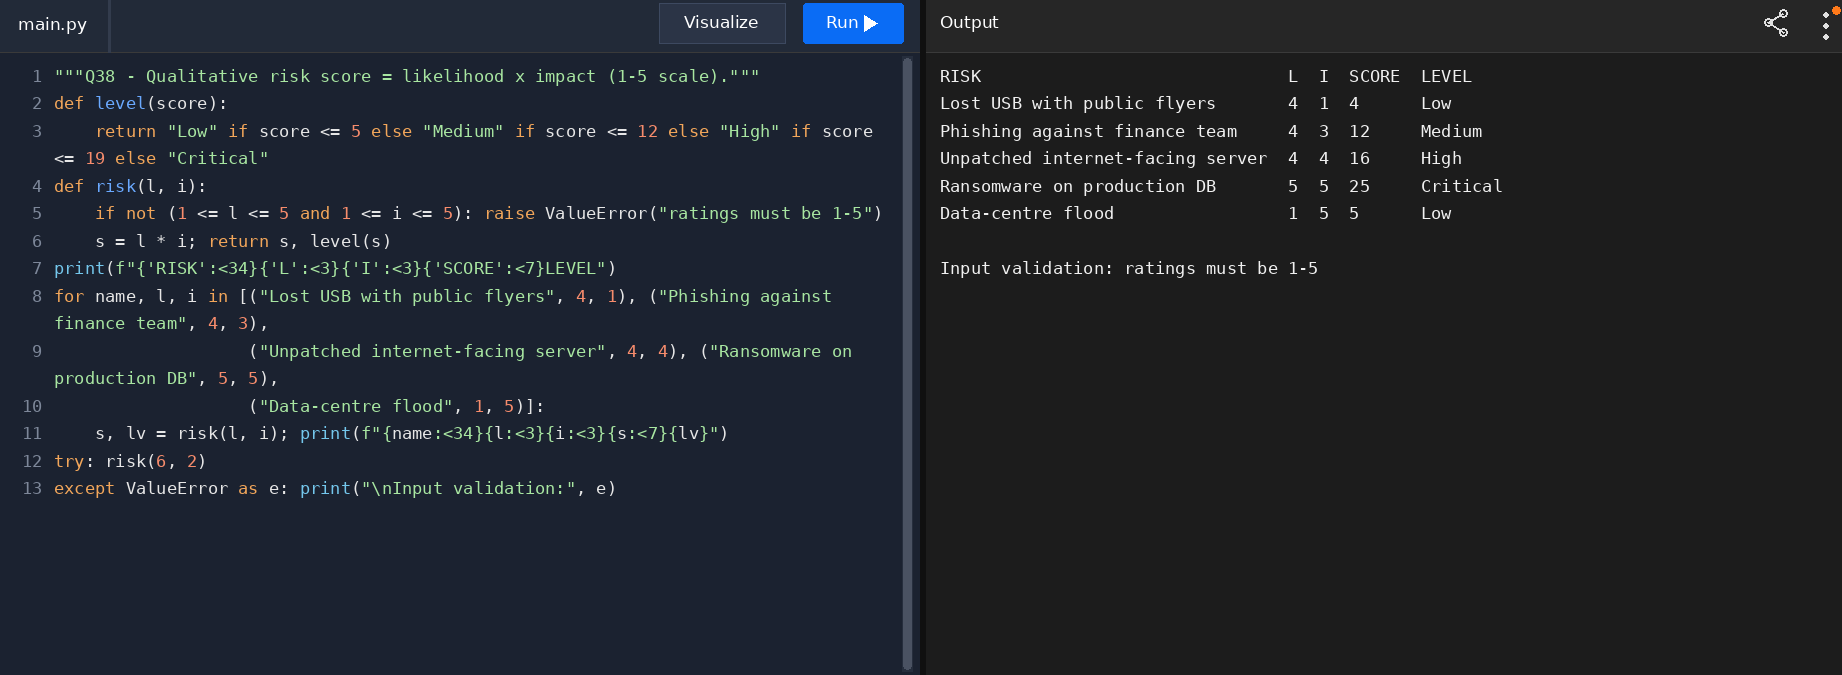 main.py
Visualize
Run
1 """Q38 - Qualitative risk score = likelihood x impact (1-5 scale)."""
2 def level(score):
3     return "Low" if score <= 5 else "Medium" if score <= 12 else "High" if score
<= 19 else "Critical"
4 def risk(l, i):
5     if not (1 <= l <= 5 and 1 <= i <= 5): raise ValueError("ratings must be 1-5")
6     s = l * i; return s, level(s)
7 print(f"{'RISK':<34}{'L':<3}{'I':<3}{'SCORE':<7}LEVEL")
8 for name, l, i in [("Lost USB with public flyers", 4, 1), ("Phishing against
finance team", 4, 3),
9                    ("Unpatched internet-facing server", 4, 4), ("Ransomware on
production DB", 5, 5),
10                    ("Data-centre flood", 1, 5)]:
11     s, lv = risk(l, i); print(f"{name:<34}{l:<3}{i:<3}{s:<7}{lv}")
12 try: risk(6, 2)
13 except ValueError as e: print("\nInput validation:", e)
Output
RISK                              L  I  SCORE  LEVEL
Lost USB with public flyers       4  1  4      Low
Phishing against finance team     4  3  12     Medium
Unpatched internet-facing server  4  4  16     High
Ransomware on production DB       5  5  25     Critical
Data-centre flood                 1  5  5      Low
Input validation: ratings must be 1-5